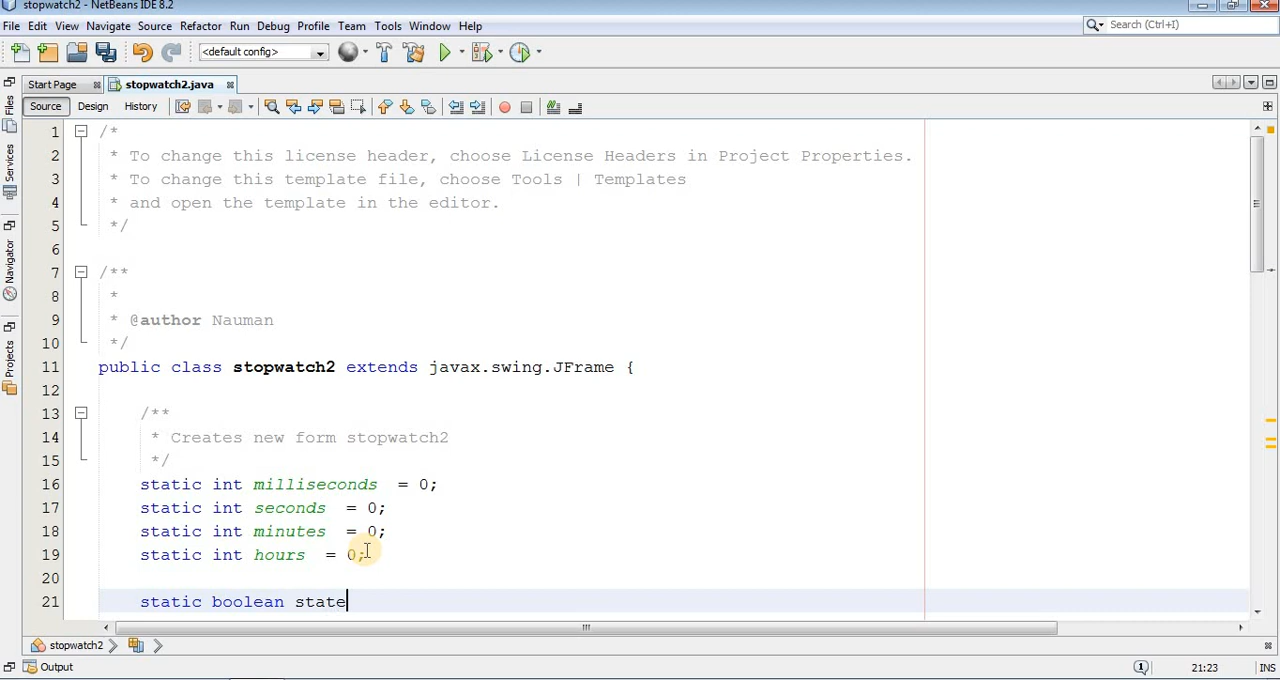 stopwatch2 - NetBeans IDE 8.2
File Edit View Navigate Source Refactor Run Debug Profile Team Tools Window Help
Search (Ctrl+I)
<default config>
Start Page
stopwatch2.java
Source Design History
Files
Services
Navigator
Projects
1 /*
2 * To change this license header, choose License Headers in Project Properties.
3 * To change this template file, choose Tools | Templates
4 * and open the template in the editor.
5 */
6
7 /**
8 *
9 * @author Nauman
10 */
11 public class stopwatch2 extends javax.swing.JFrame {
12
13 /**
14 * Creates new form stopwatch2
15 */
16 static int milliseconds = 0;
17 static int seconds = 0;
18 static int minutes = 0;
19 static int hours = 0;
20
21 static boolean state
stopwatch2
Output
1
21:23
INS